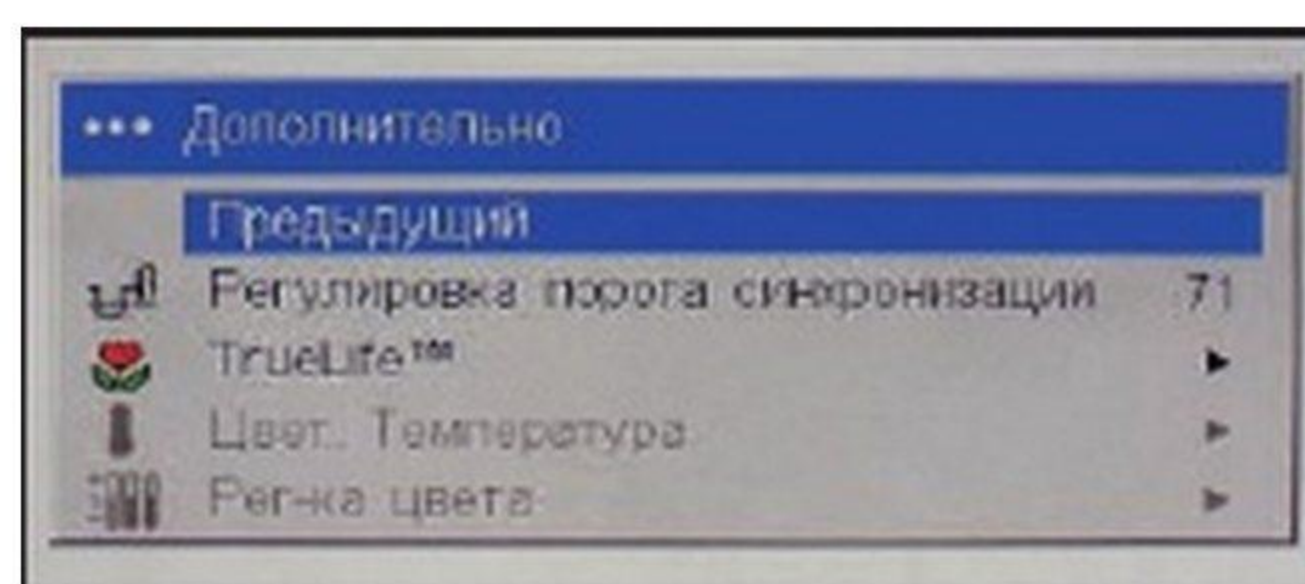 ••• Дополнительно
Предыдущий
Регулировка порога синхронизации 71
TrueLife™
Цвет. Температура
Рег-ка цвета